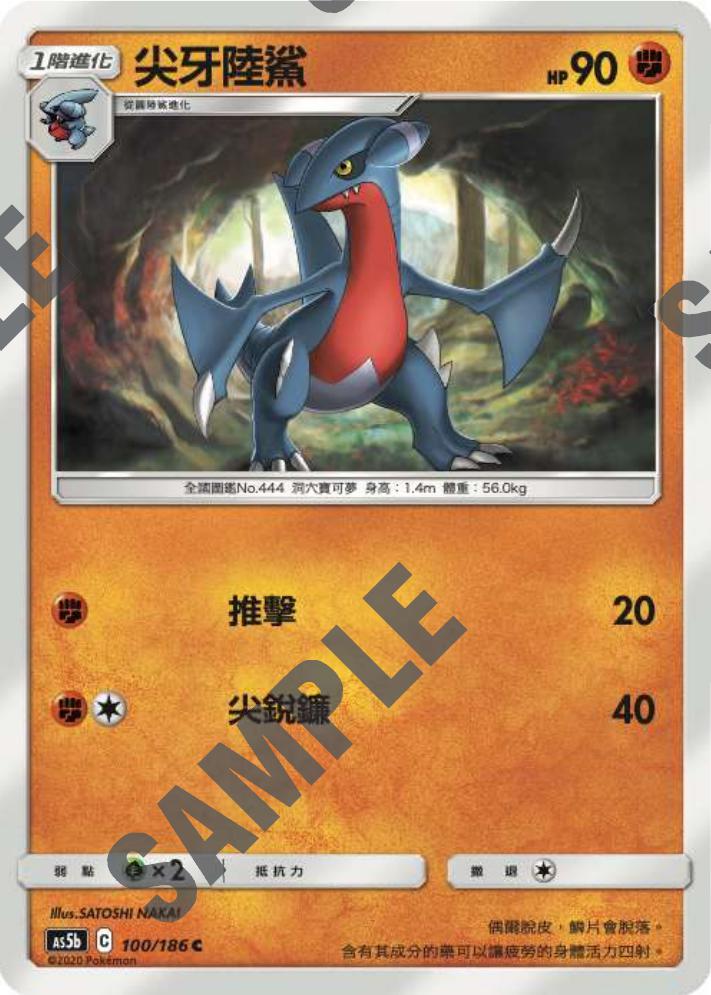 1階進化
尖牙陸鯊
HP 90
從圓陸鯊進化
全國圖鑑No.444 洞穴寶可夢 身高：1.4m 體重：56.0kg
推擊 20
尖銳鐮 40
弱點 ×2 抵抗力 撤退
Illus.SATOSHI NAKAI
AS5b C 100/186 C
©2020 Pokémon
偶爾脫皮，鱗片會脫落。
含有其成分的藥可以讓疲勞的身體活力四射。
SAMPLE